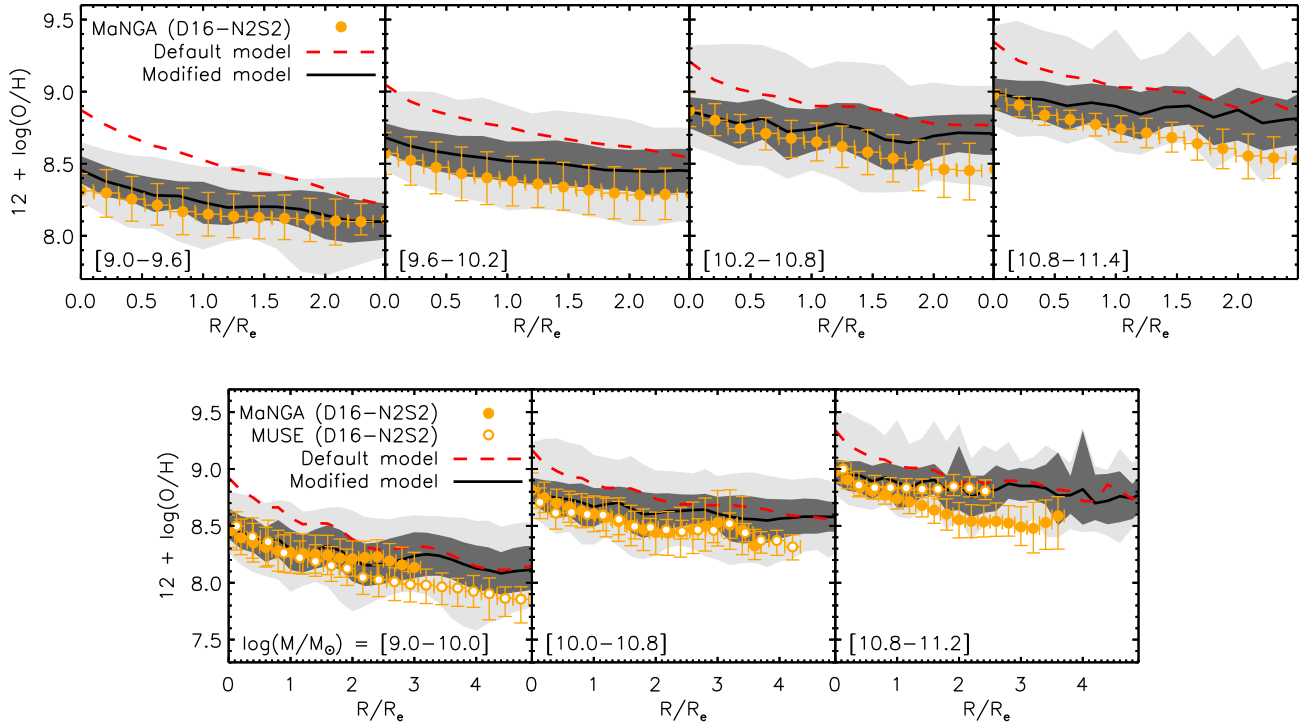 MaNGA (D16−N2S2)
Default model
Modified model
12 + log(O/H)
9.5
9.0
8.5
8.0
[9.0−9.6]
[9.6−10.2]
[10.2−10.8]
[10.8−11.4]
0.0 0.5 1.0 1.5 2.0 0.0 0.5 1.0 1.5 2.0 0.0 0.5 1.0 1.5 2.0 0.0 0.5 1.0 1.5 2.0
R/Re R/Re R/Re R/Re
MaNGA (D16−N2S2)
MUSE (D16−N2S2)
Default model
Modified model
12 + log(O/H)
9.5
9.0
8.5
8.0
7.5
log(M/M⊙) = [9.0−10.0]
[10.0−10.8]
[10.8−11.2]
0 1 2 3 4 0 1 2 3 4 0 1 2 3 4
R/Re R/Re R/Re